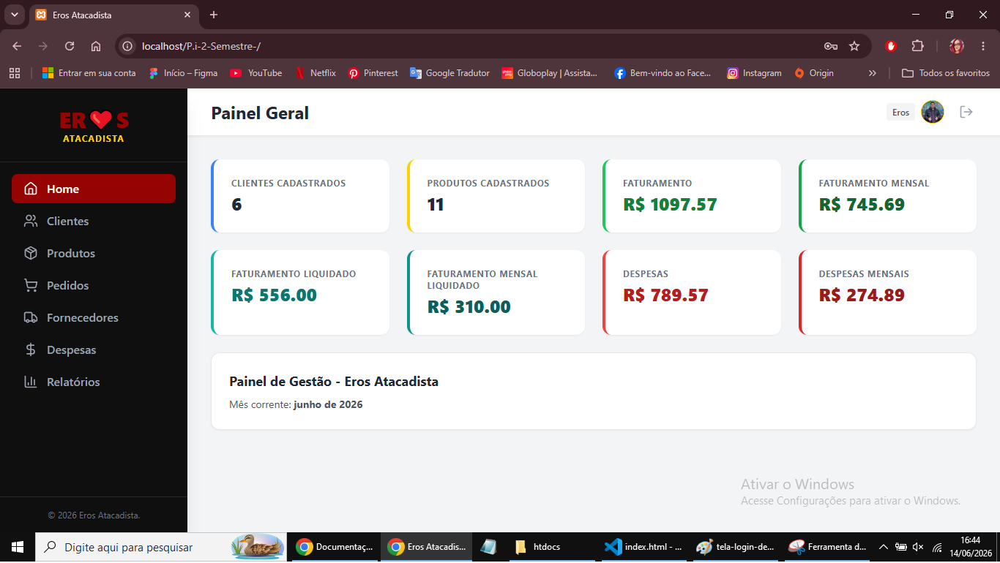 Eros Atacadista
localhost/P.i-2-Semestre-/
Entrar em sua conta
Início – Figma
YouTube
Netflix
Pinterest
Google Tradutor
Globoplay | Assista...
Bem-vindo ao Face...
Instagram
Origin
Todos os favoritos
EROS
ATACADISTA
Painel Geral
Eros
Home
Clientes
Produtos
Pedidos
Fornecedores
Despesas
Relatórios
CLIENTES CADASTRADOS
6
PRODUTOS CADASTRADOS
11
FATURAMENTO
R$ 1097.57
FATURAMENTO MENSAL
R$ 745.69
FATURAMENTO LIQUIDADO
R$ 556.00
FATURAMENTO MENSAL
LIQUIDADO
R$ 310.00
DESPESAS
R$ 789.57
DESPESAS MENSAIS
R$ 274.89
Painel de Gestão - Eros Atacadista
Mês corrente: junho de 2026
Ativar o Windows
Acesse Configurações para ativar o Windows.
© 2026 Eros Atacadista.
Digite aqui para pesquisar
Documentaç...
Eros Atacadis...
htdocs
index.html - ...
tela-login-de...
Ferramenta d...
16:44
14/06/2026